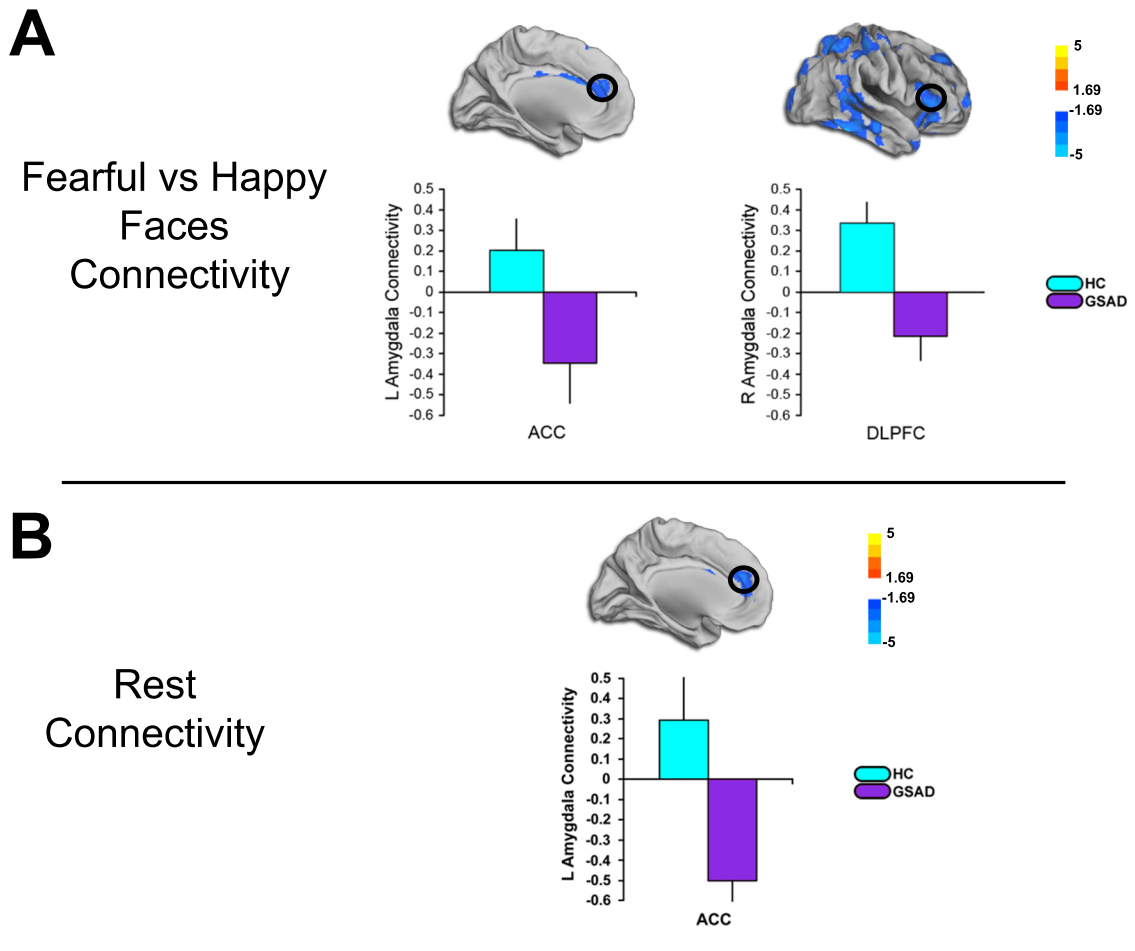 A
5
1.69
-1.69
-5
Fearful vs Happy
Faces
Connectivity
L Amygdala Connectivity
0.5
0.4
0.3
0.2
0.1
0
-0.1
-0.2
-0.3
-0.4
-0.5
-0.6
ACC
R Amygdala Connectivity
0.5
0.4
0.3
0.2
0.1
0
-0.1
-0.2
-0.3
-0.4
-0.5
-0.6
DLPFC
HC
GSAD
B
5
1.69
-1.69
-5
Rest
Connectivity
L Amygdala Connectivity
0.5
0.4
0.3
0.2
0.1
0
-0.1
-0.2
-0.3
-0.4
-0.5
-0.6
ACC
HC
GSAD